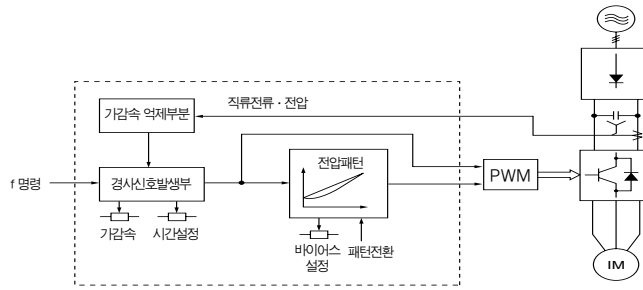 가감속 억제부분
직류전류·전압
f 명령
경사신호발생부
전압패턴
PWM
가감속
시간설정
바이어스
설정
패턴전환
IM